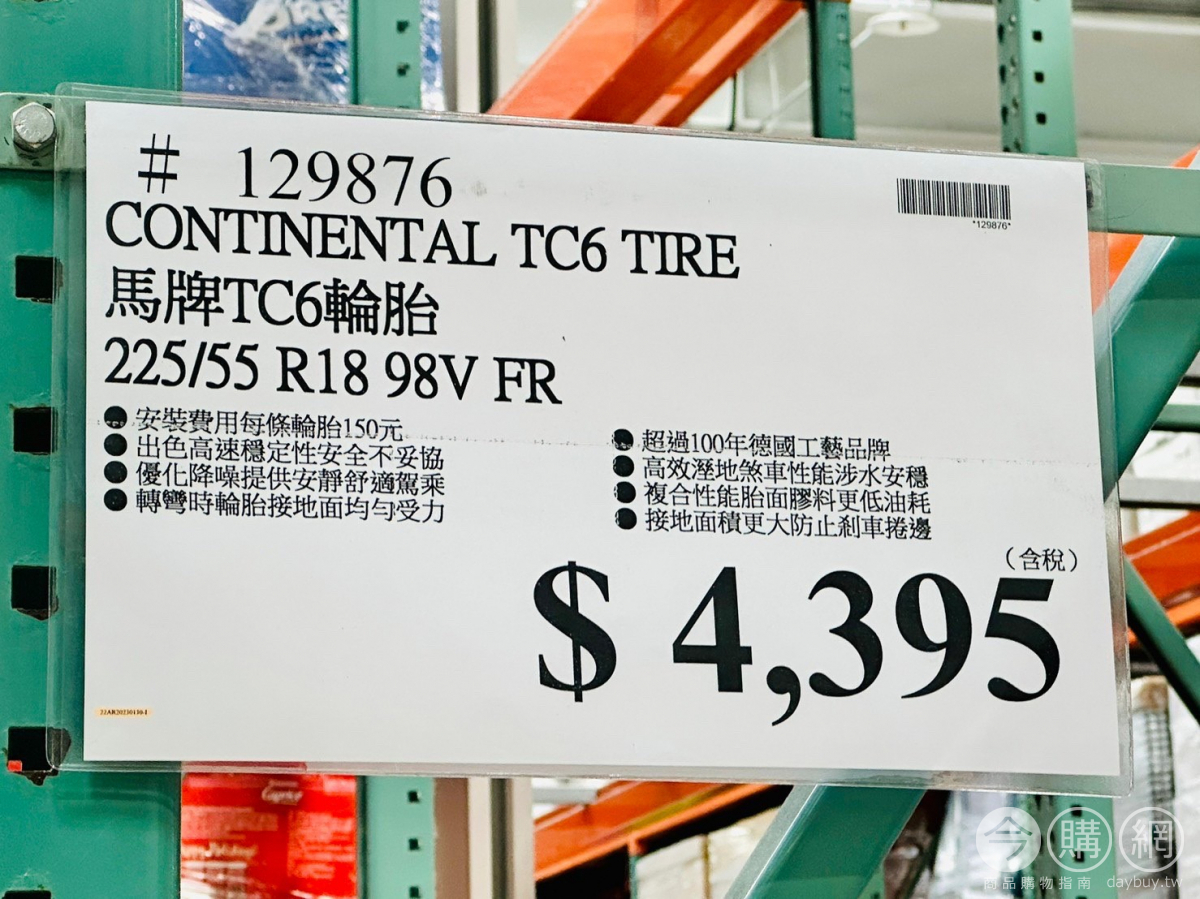 # 129876
*129876*
CONTINENTAL TC6 TIRE
馬牌TC6輪胎
225/55 R18 98V FR
● 安裝費用每條輪胎150元
● 出色高速穩定性安全不妥協
● 優化降噪提供安靜舒適駕乘
● 轉彎時輪胎接地面均勻受力
● 超過100年德國工藝品牌
● 高效溼地煞車性能涉水安穩
● 複合性能胎面膠料更低油耗
● 接地面積更大防止剎車捲邊
（含稅）
$ 4,395
今購網
商品購物指南 daybuy.tw